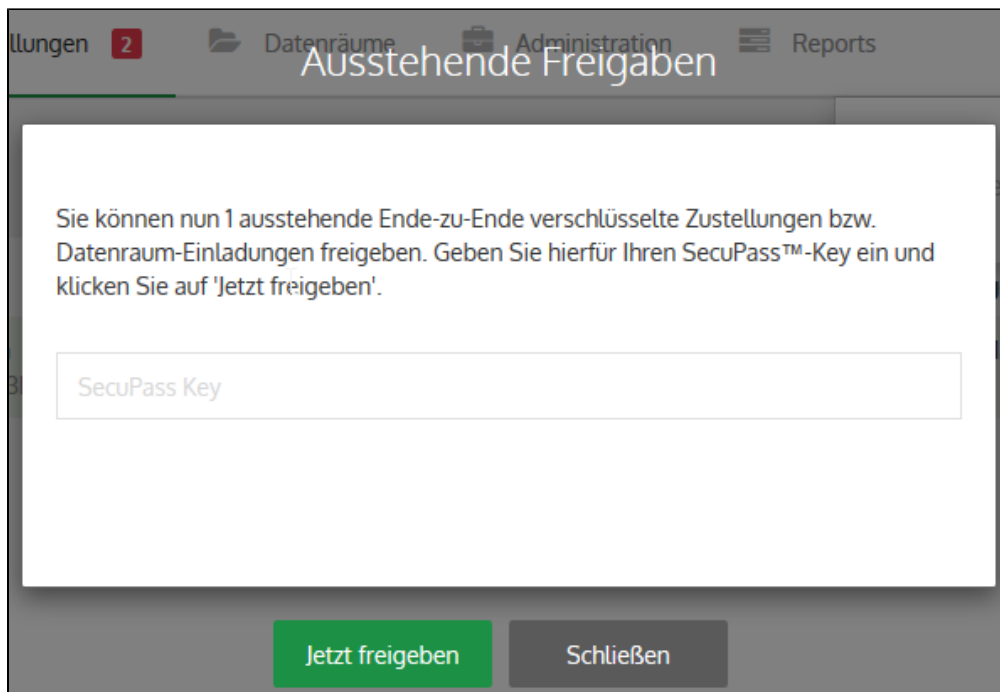 llungen 2 Datenräume Administration Reports
Ausstehende Freigaben
Sie können nun 1 ausstehende Ende-zu-Ende verschlüsselte Zustellungen bzw.
Datenraum-Einladungen freigeben. Geben Sie hierfür Ihren SecuPass™-Key ein und
klicken Sie auf 'Jetzt freigeben'.
SecuPass Key
Jetzt freigeben Schließen